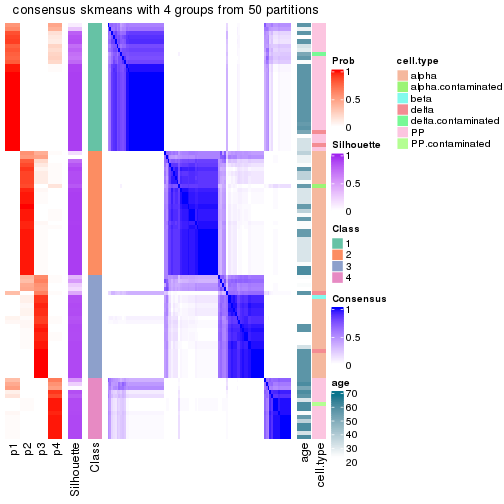 consensus skmeans with 4 groups from 50 partitions
Prob
1
0.5
0
Silhouette
1
0.5
0
Class
1
2
3
4
Consensus
1
0.5
0
age
70
60
50
40
30
20
cell.type
alpha
alpha.contaminated
beta
delta
delta.contaminated
PP
PP.contaminated
p1
p2
p3
p4
Silhouette
Class
age
cell.type